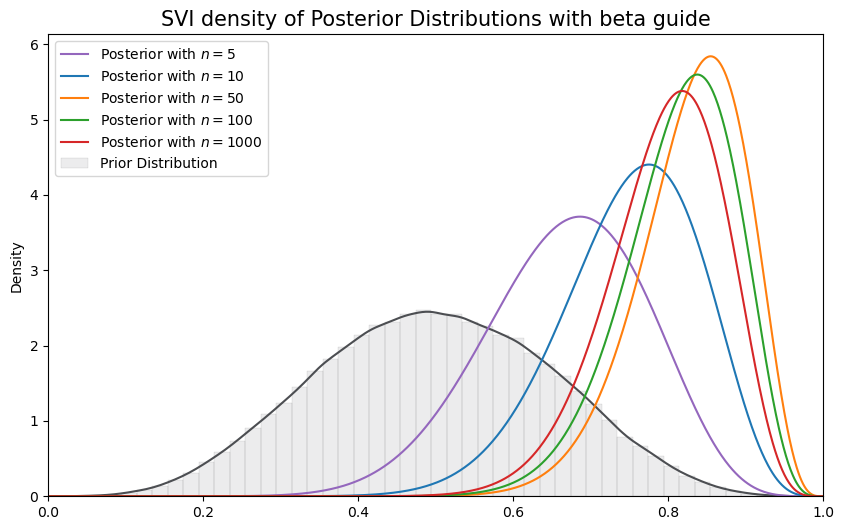 SVI density of Posterior Distributions with beta guide
Posterior with n = 5
Posterior with n = 10
Posterior with n = 50
Posterior with n = 100
Posterior with n = 1000
Prior Distribution
Density
6
5
4
3
2
1
0
0.0 0.2 0.4 0.6 0.8 1.0